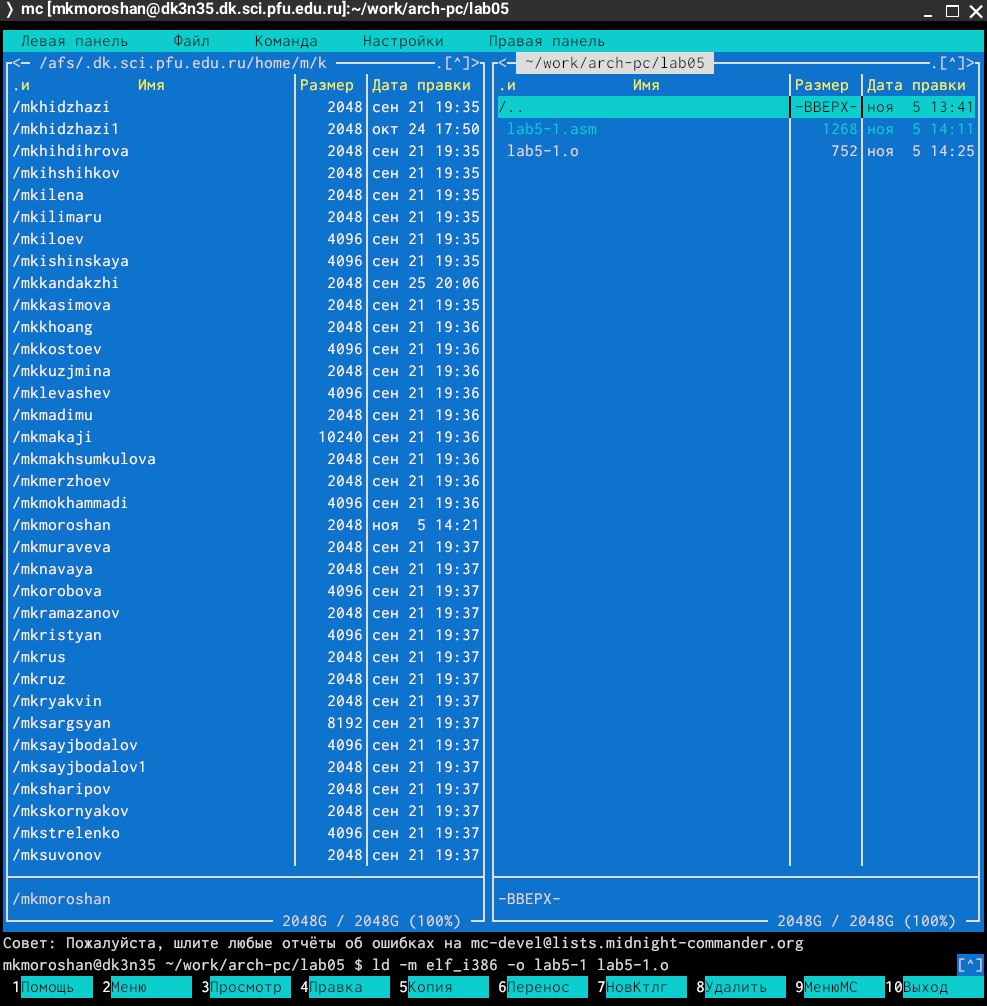 mc [mkmoroshan@dk3n35.dk.sci.pfu.edu.ru]:~/work/arch-pc/lab05
Левая панель Файл Команда Настройки Правая панель
<- /afs/.dk.sci.pfu.edu.ru/home/m/k .[^]>
.и Имя Размер Дата правки
/mkhidzhazi 2048 сен 21 19:35
/mkhidzhazi1 2048 окт 24 17:50
/mkhihdihrova 2048 сен 21 19:35
/mkihshihkov 2048 сен 21 19:35
/mkilena 2048 сен 21 19:35
/mkilimaru 2048 сен 21 19:35
/mkiloev 4096 сен 21 19:35
/mkishinskaya 4096 сен 21 19:35
/mkkandakzhi 2048 сен 25 20:06
/mkkasimova 2048 сен 21 19:35
/mkkhoang 2048 сен 21 19:36
/mkkostoev 4096 сен 21 19:36
/mkkuzjmina 2048 сен 21 19:36
/mklevashev 4096 сен 21 19:36
/mkmadimu 2048 сен 21 19:36
/mkmakaji 10240 сен 21 19:36
/mkmakhsumkulova 2048 сен 21 19:36
/mkmerzhoev 2048 сен 21 19:36
/mkmokhammadi 4096 сен 21 19:36
/mkmoroshan 2048 ноя 5 14:21
/mkmuraveva 2048 сен 21 19:37
/mknavaya 2048 сен 21 19:37
/mkorobova 4096 сен 21 19:37
/mkramazanov 2048 сен 21 19:37
/mkristyan 4096 сен 21 19:37
/mkrus 2048 сен 21 19:37
/mkruz 2048 сен 21 19:37
/mkryakvin 2048 сен 21 19:37
/mksargsyan 8192 сен 21 19:37
/mksayjbodalov 4096 сен 21 19:37
/mksayjbodalov1 2048 сен 21 19:37
/mksharipov 2048 сен 21 19:37
/mkskornyakov 2048 сен 21 19:37
/mkstrelenko 4096 сен 21 19:37
/mksuvonov 2048 сен 21 19:37
/mkmoroshan
2048G / 2048G (100%)
<- ~/work/arch-pc/lab05 .[^]>
.и Имя Размер Дата правки
/.. -ВВЕРХ- ноя 5 13:41
lab5-1.asm 1268 ноя 5 14:11
lab5-1.o 752 ноя 5 14:25
-ВВЕРХ-
2048G / 2048G (100%)
Совет: Пожалуйста, шлите любые отчёты об ошибках на mc-devel@lists.midnight-commander.org
mkmoroshan@dk3n35 ~/work/arch-pc/lab05 $ ld -m elf_i386 -o lab5-1 lab5-1.o [^]
1Помощь 2Меню 3Просмотр 4Правка 5Копия 6Перенос 7НовКтлг 8Удалить 9МенюМС 10Выход